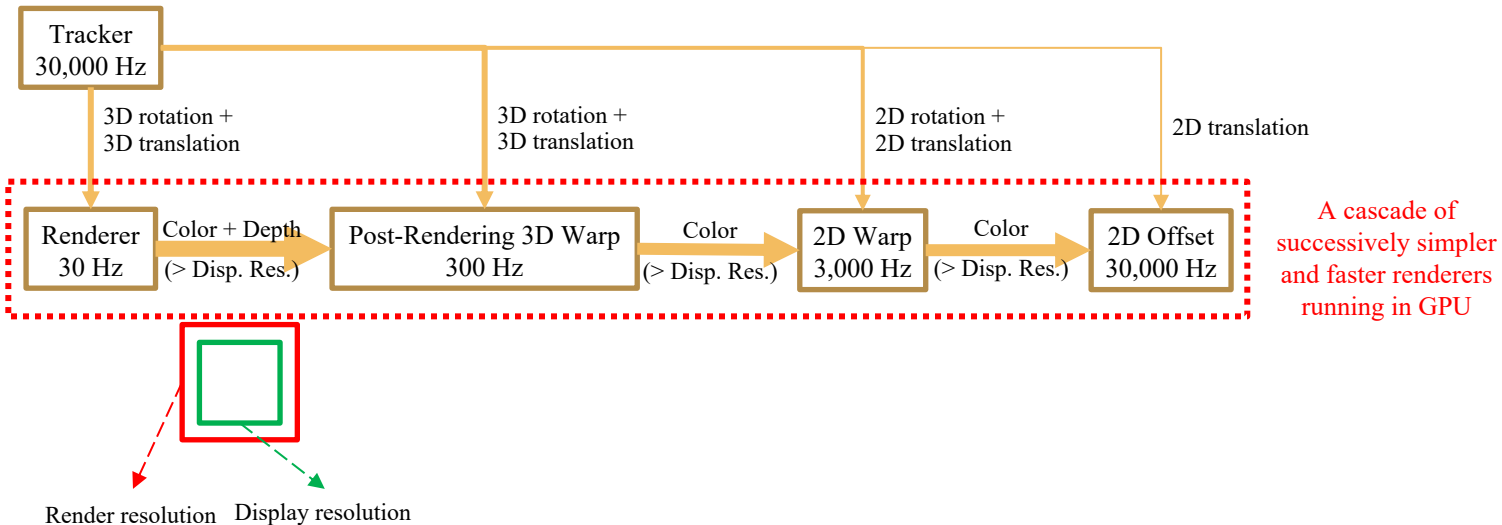 Tracker
30,000 Hz
3D rotation +
3D translation
3D rotation +
3D translation
2D rotation +
2D translation
2D translation
Renderer
30 Hz
Color + Depth
(> Disp. Res.)
Post-Rendering 3D Warp
300 Hz
Color
(> Disp. Res.)
2D Warp
3,000 Hz
Color
(> Disp. Res.)
2D Offset
30,000 Hz
A cascade of
successively simpler
and faster renderers
running in GPU
Render resolution
Display resolution